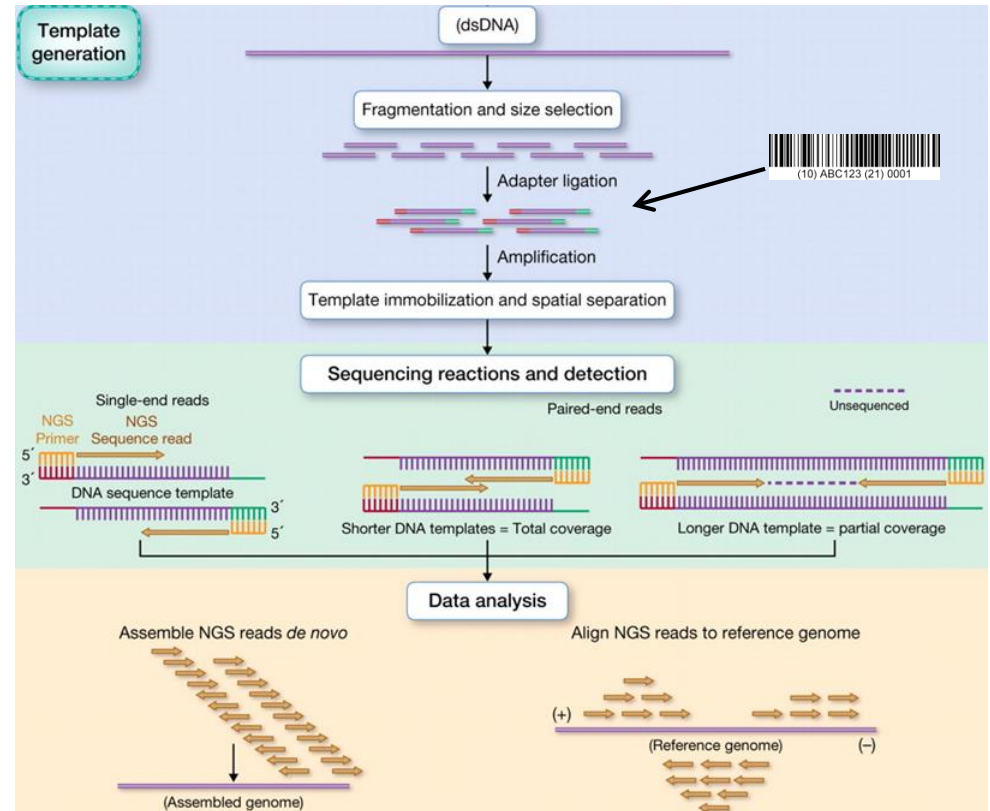 Template
generation
(dsDNA)
Fragmentation and size selection
(10) ABC123 (21) 0001
Adapter ligation
Amplification
Template immobilization and spatial separation
Sequencing reactions and detection
Single-end reads
NGS
Primer
NGS
Sequence read
5´
3´
DNA sequence template
3´
5´
Paired-end reads
Unsequenced
Shorter DNA templates = Total coverage
Longer DNA template = partial coverage
Data analysis
Assemble NGS reads de novo
(Assembled genome)
Align NGS reads to reference genome
(+)
(Reference genome)
(–)